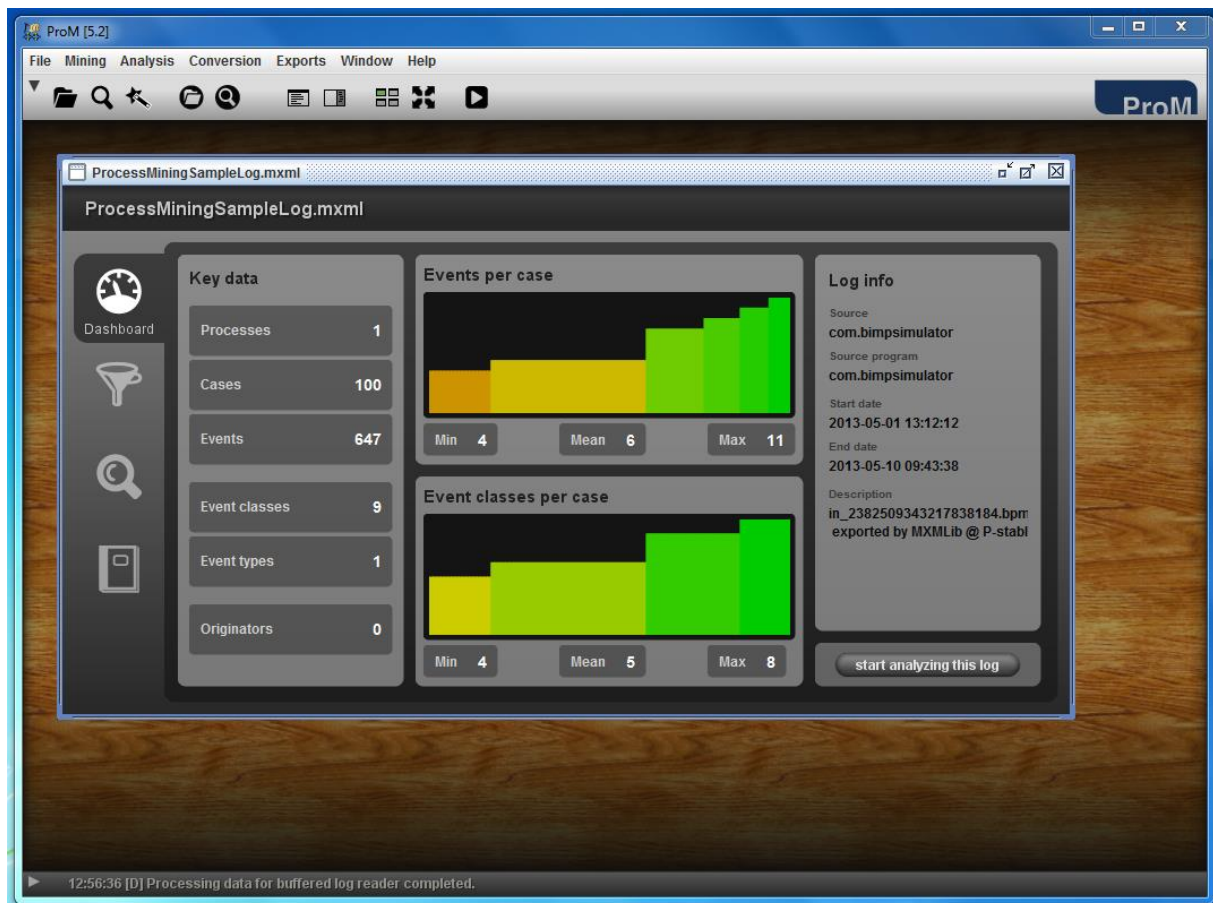 ProM [5.2]
File Mining Analysis Conversion Exports Window Help
ProM
ProcessMiningSampleLog.mxml
ProcessMiningSampleLog.mxml
Dashboard
Key data
Processes 1
Cases 100
Events 647
Event classes 9
Event types 1
Originators 0
Events per case
Min 4 Mean 6 Max 11
Event classes per case
Min 4 Mean 5 Max 8
Log info
Source
com.bimpsimulator
Source program
com.bimpsimulator
Start date
2013-05-01 13:12:12
End date
2013-05-10 09:43:38
Description
in_2382509343217838184.bpm
exported by MXMLib @ P-stabl
start analyzing this log
12:56:36 [D] Processing data for buffered log reader completed.